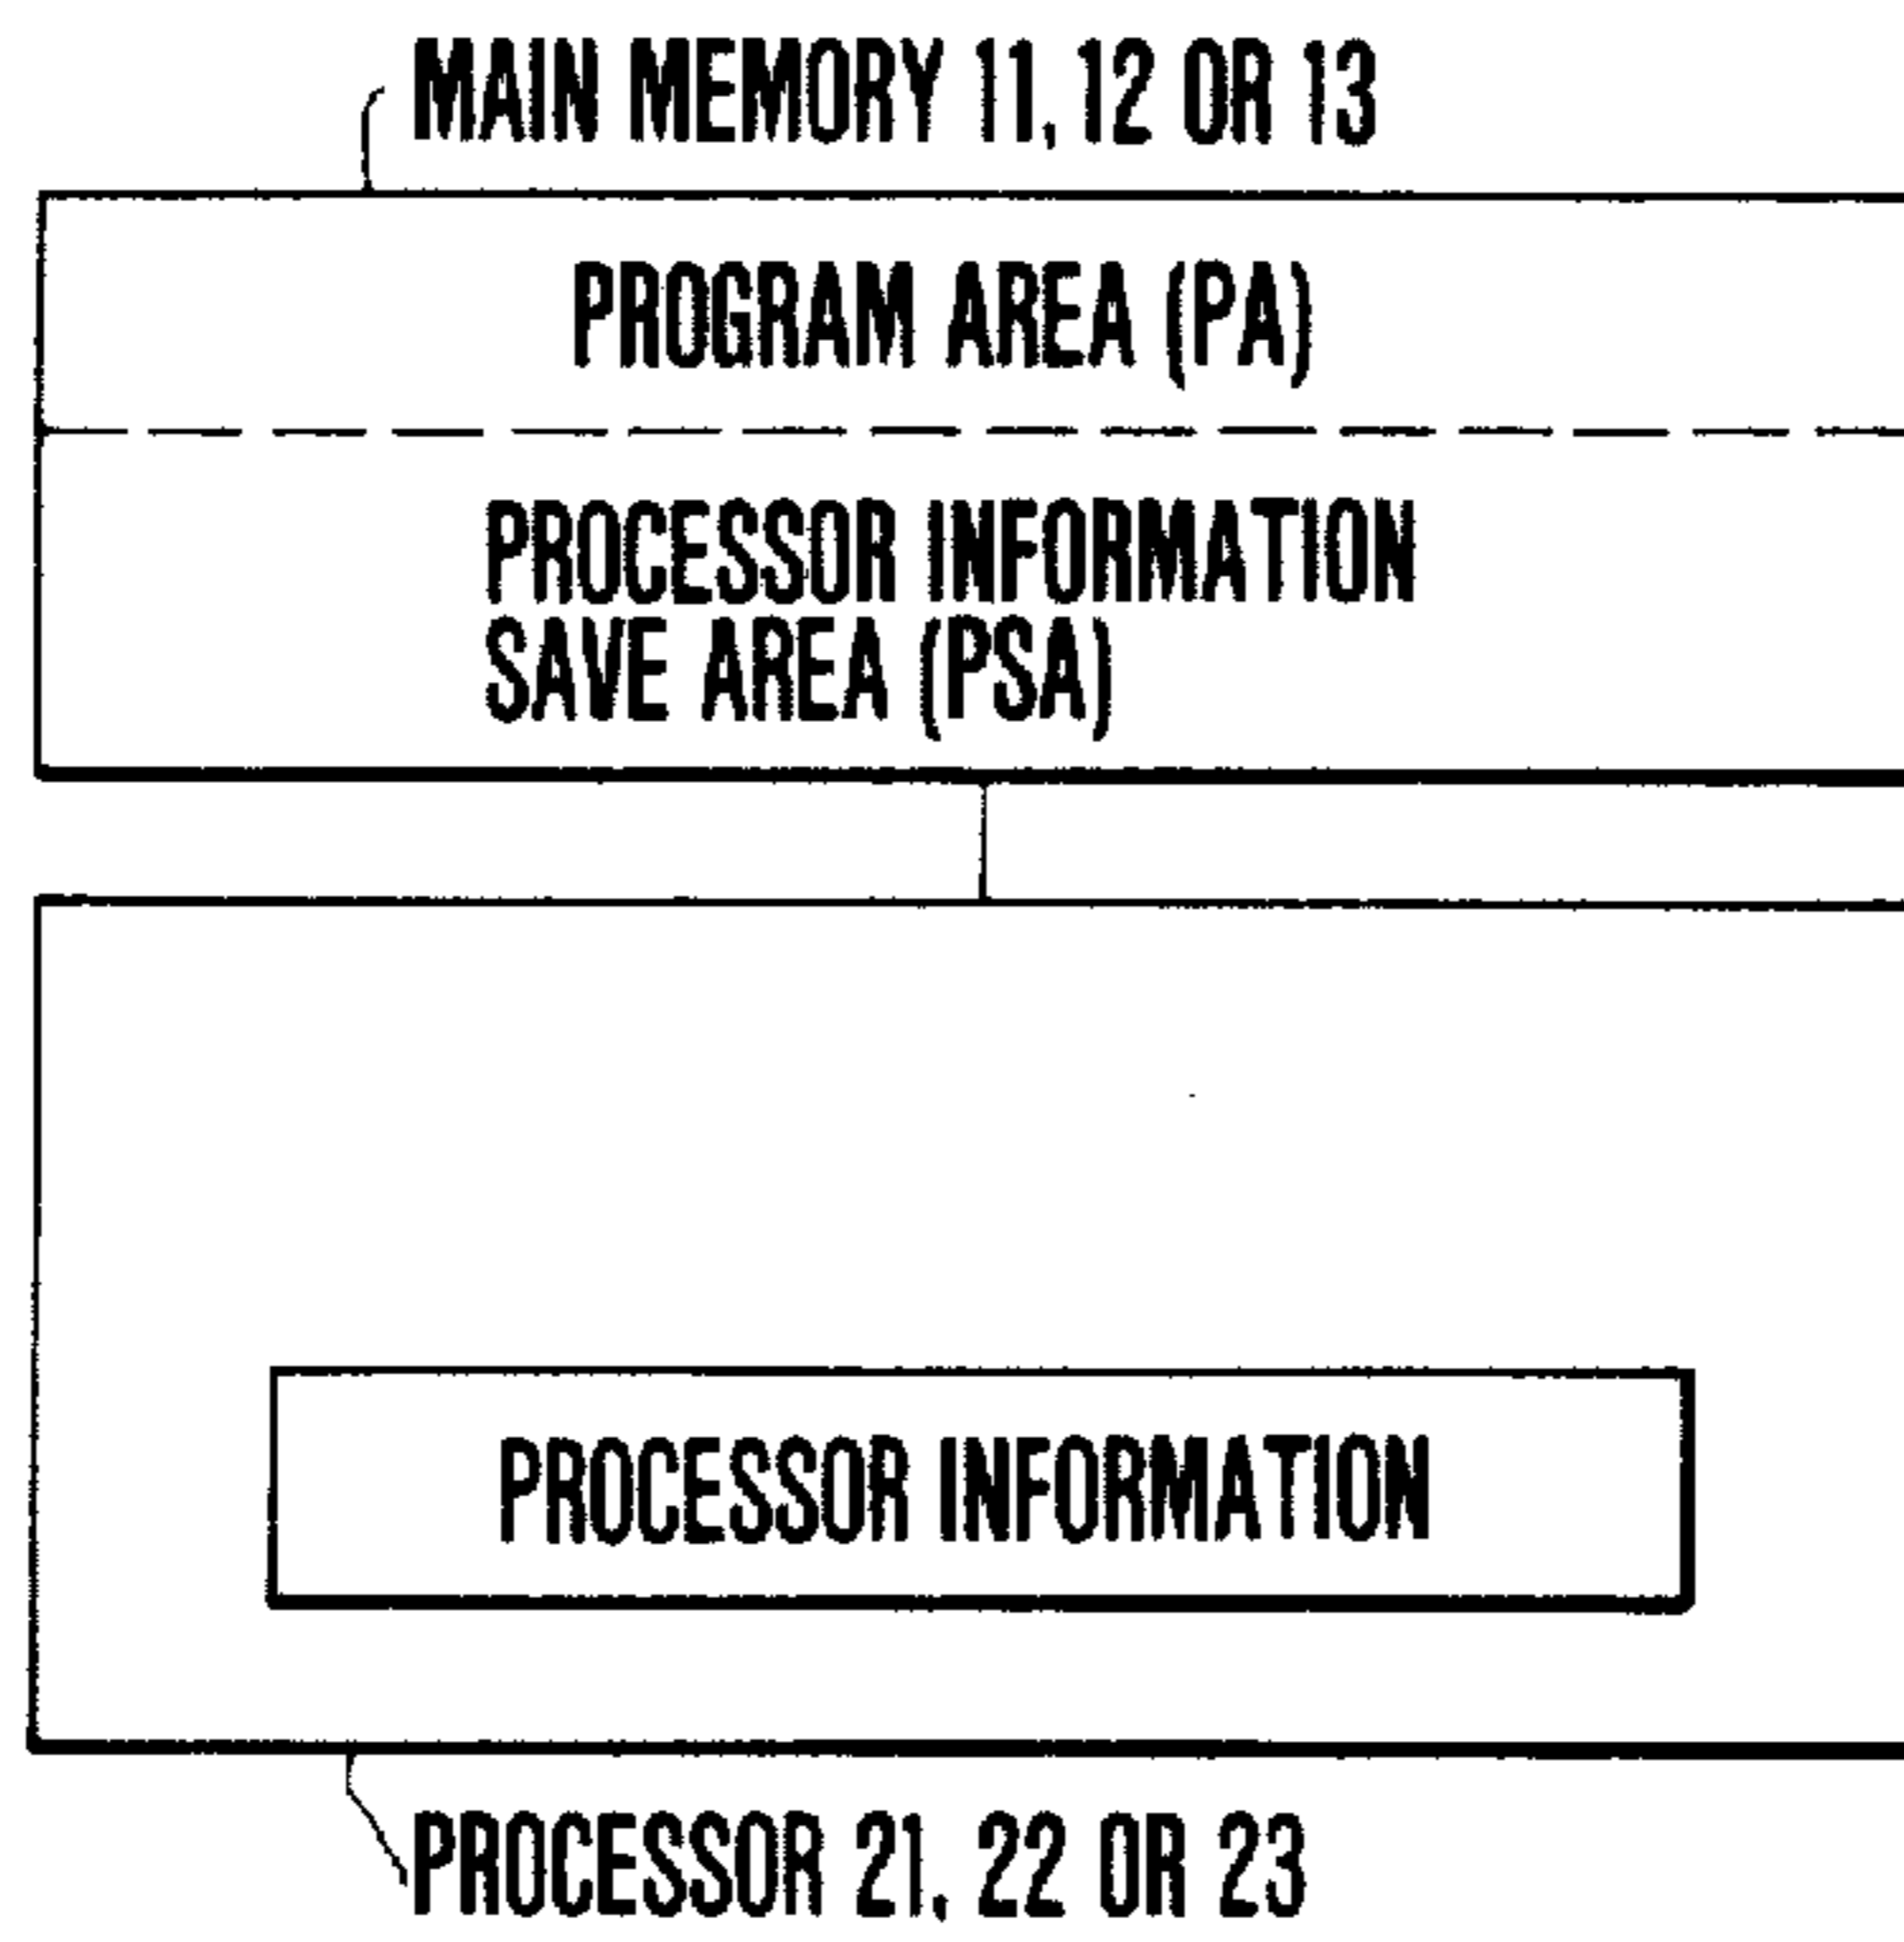 MAIN MEMORY 11, 12 OR 13
PROGRAM AREA (PA)
PROCESSOR INFORMATION
SAVE AREA (PSA)
PROCESSOR INFORMATION
PROCESSOR 21, 22 OR 23